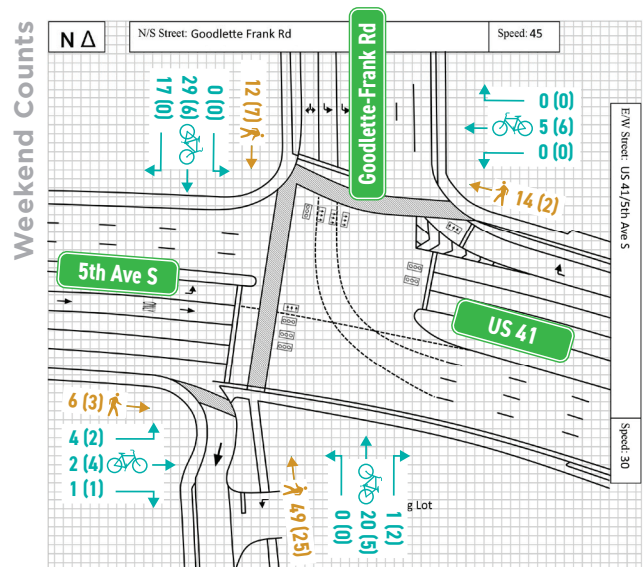 Weekend Counts
N Δ
N/S Street: Goodlette Frank Rd
Speed: 45
Goodlette-Frank Rd
17 (0)
29 (6)
0 (0)
12 (7)
0 (0)
5 (6)
0 (0)
14 (2)
E/W Street: US 41/5th Ave S
5th Ave S
US 41
6 (3)
4 (2)
2 (4)
1 (1)
49 (25)
0 (0)
20 (5)
1 (2)
g Lot
Speed: 30